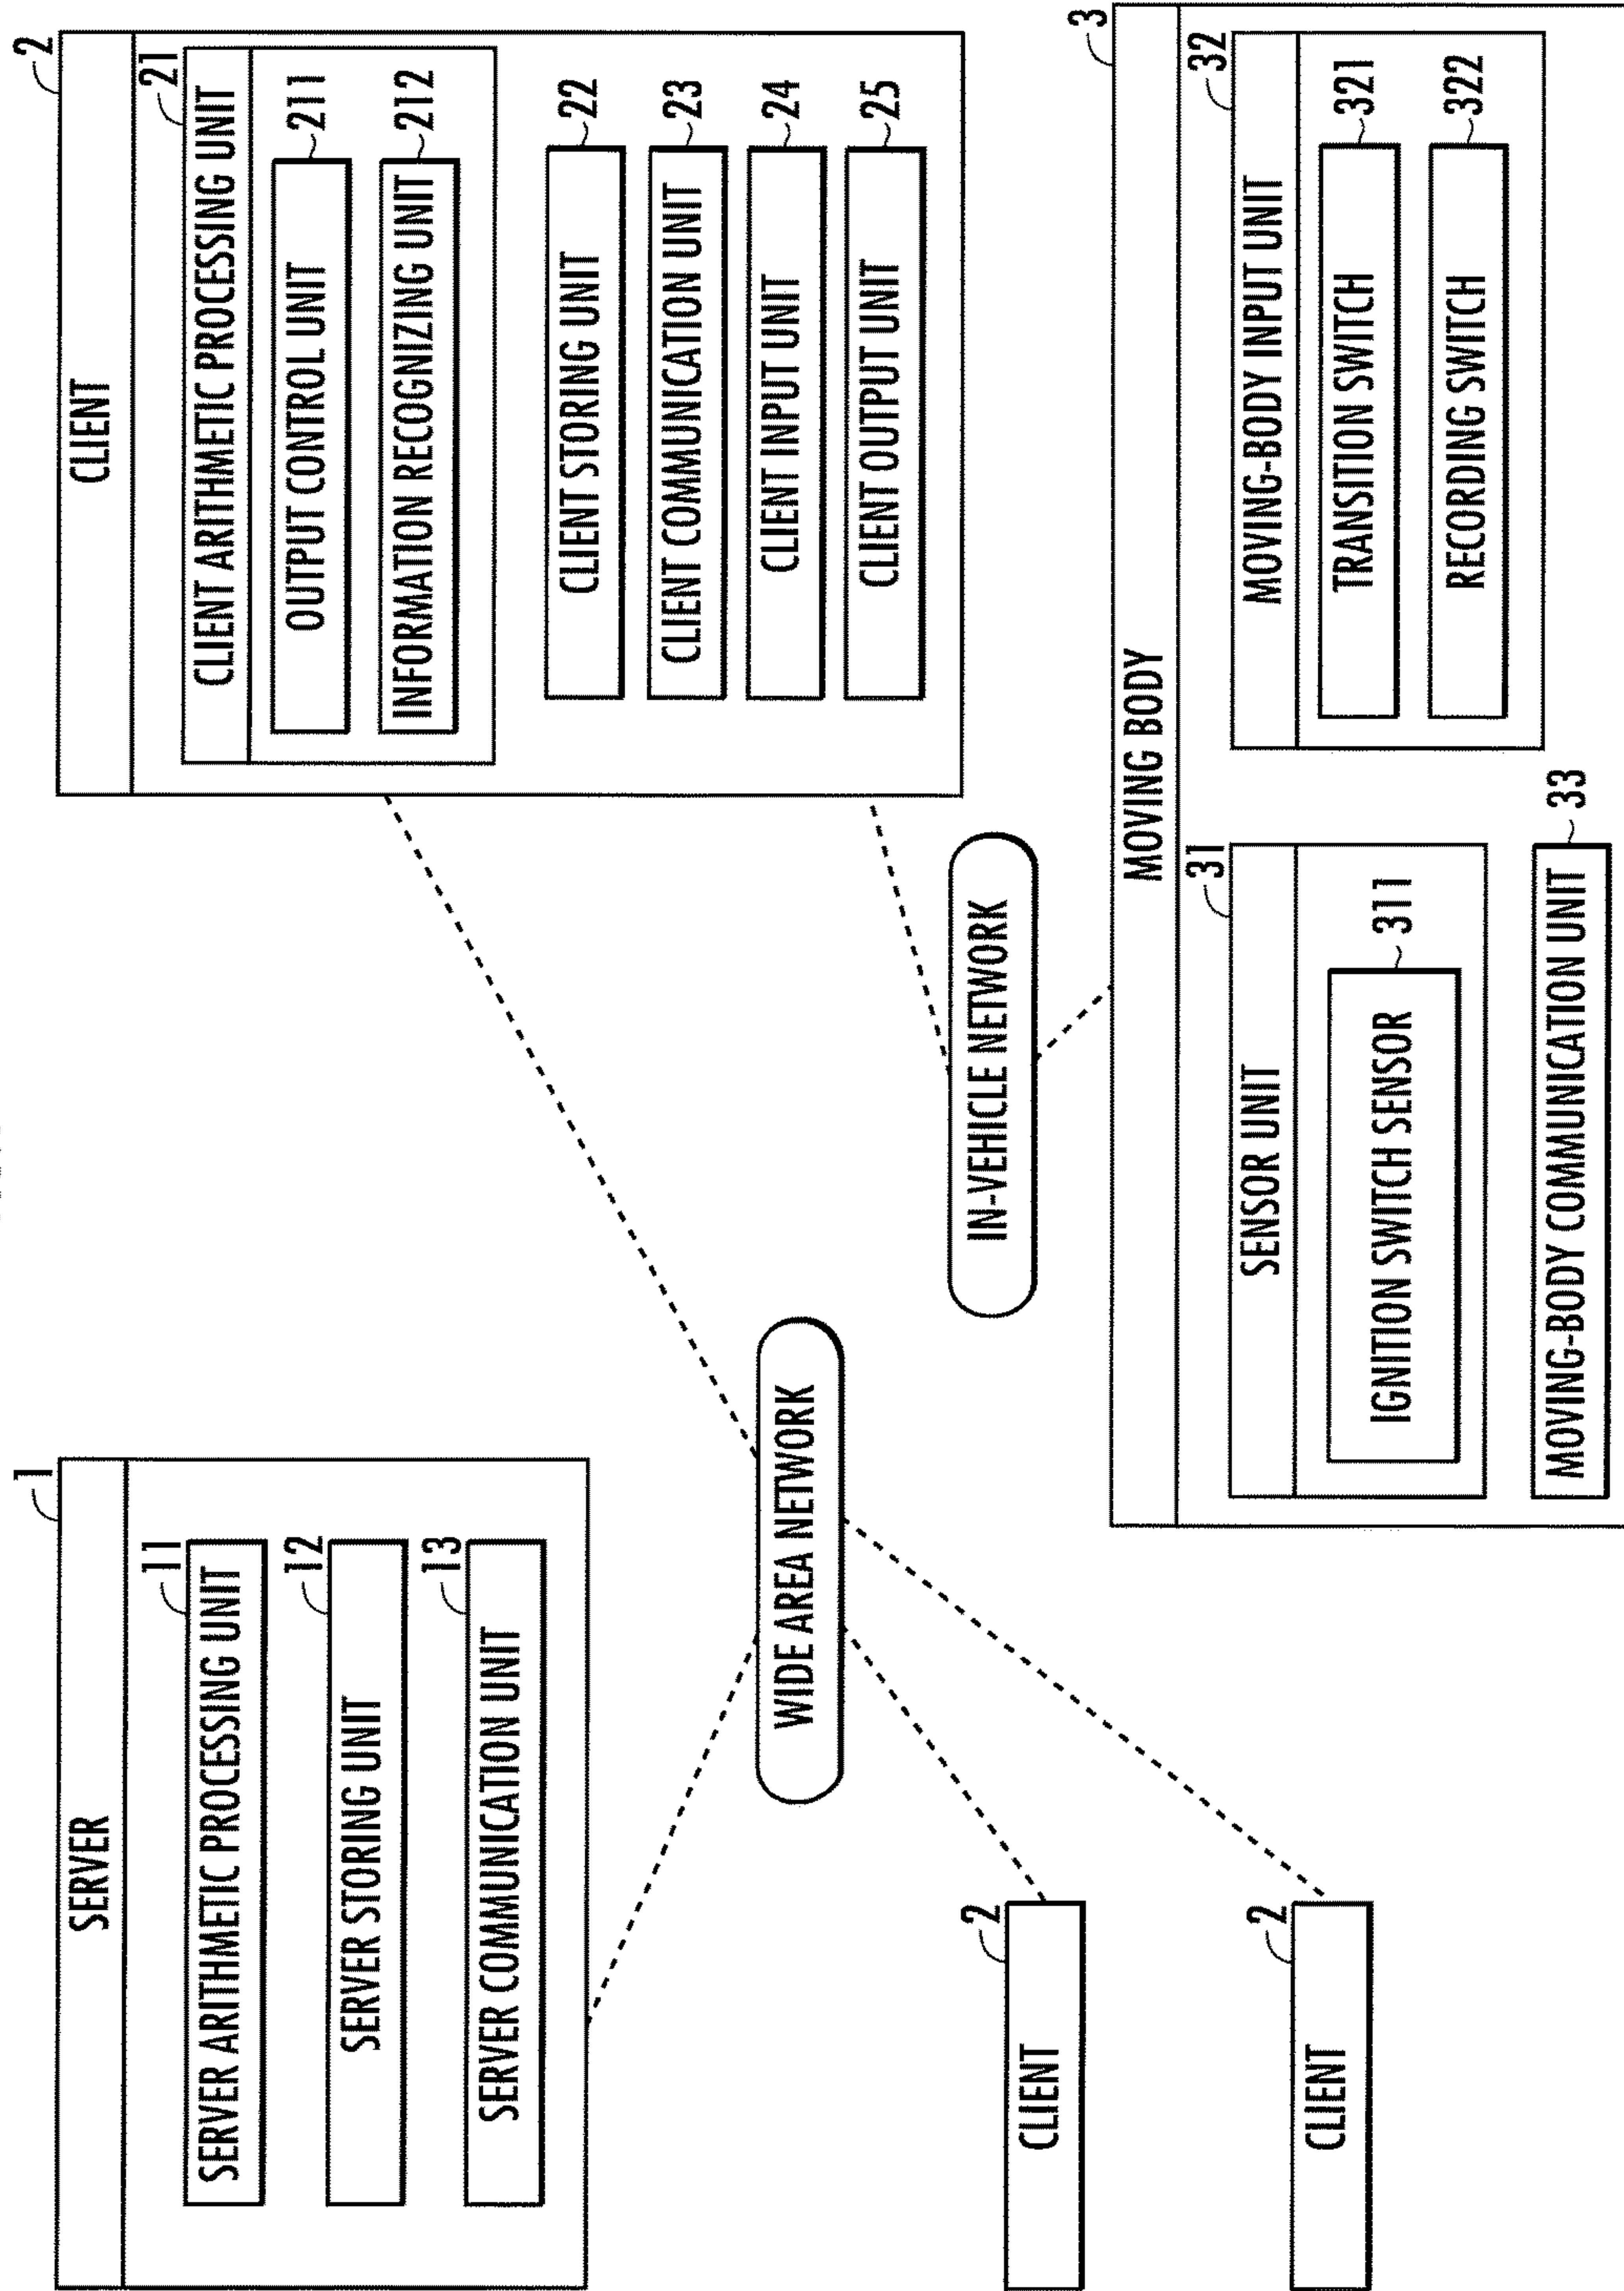 1
SERVER
11
SERVER ARITHMETIC PROCESSING UNIT
12
SERVER STORING UNIT
13
SERVER COMMUNICATION UNIT
2
CLIENT
21
CLIENT ARITHMETIC PROCESSING UNIT
OUTPUT CONTROL UNIT
211
INFORMATION RECOGNIZING UNIT
212
CLIENT STORING UNIT
22
CLIENT COMMUNICATION UNIT
23
CLIENT INPUT UNIT
24
CLIENT OUTPUT UNIT
25
WIDE AREA NETWORK
IN-VEHICLE NETWORK
2
CLIENT
2
CLIENT
3
MOVING BODY
31
SENSOR UNIT
IGNITION SWITCH SENSOR
311
32
MOVING-BODY INPUT UNIT
TRANSITION SWITCH
321
RECORDING SWITCH
322
MOVING-BODY COMMUNICATION UNIT
33